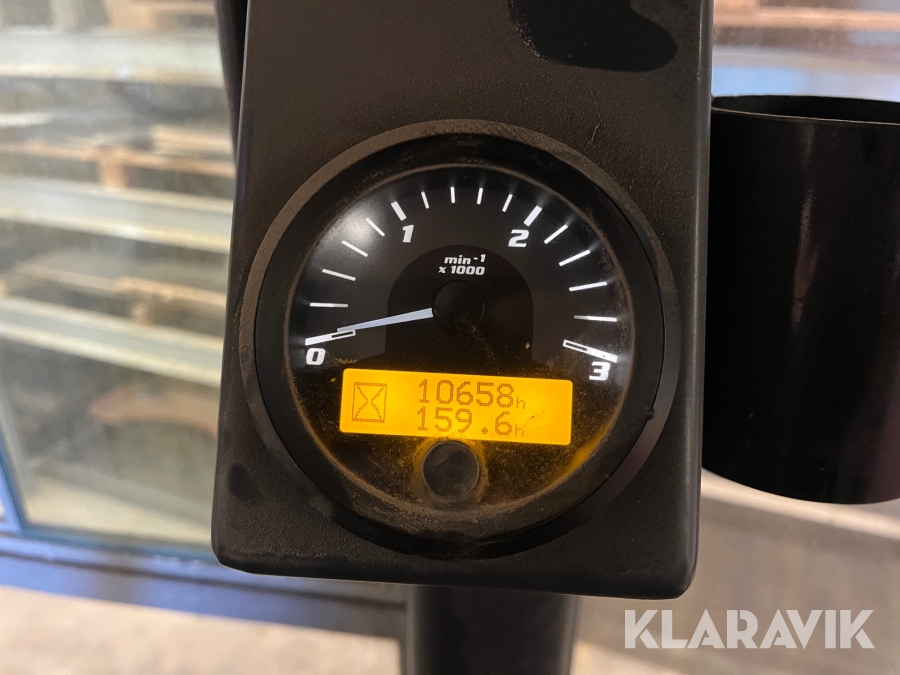 1
2
min-1
x 1000
0
3
10658h
159.6h
KLARAVIK